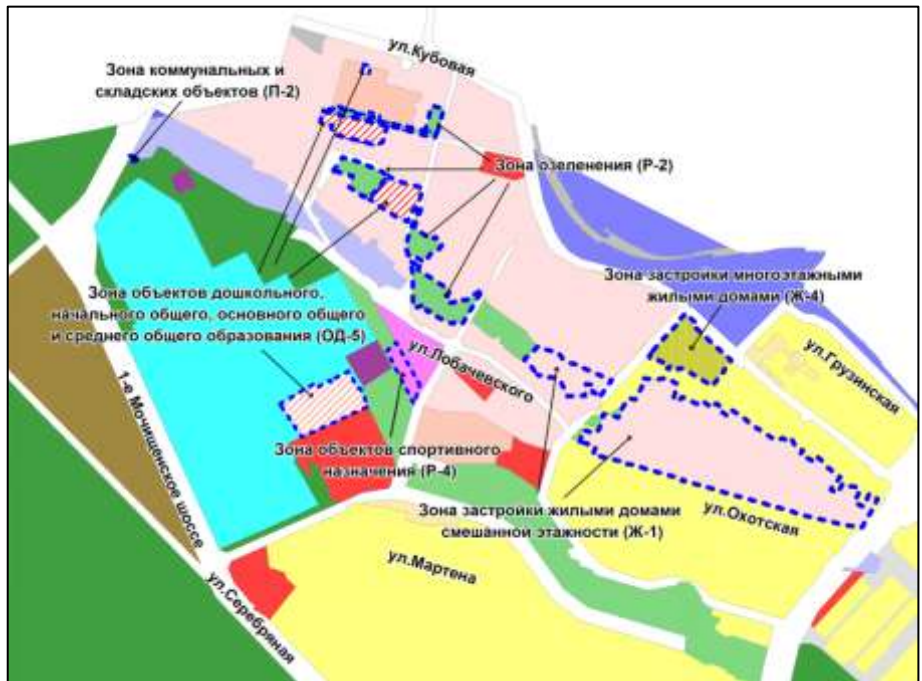 ул.Кубовая
Зона коммунальных и
складских объектов (П-2)
Зона озеленения (Р-2)
Зона застройки многоэтажными
жилыми домами (Ж-4)
Зона объектов дошкольного,
начального общего, основного общего
и среднего общего образования (ОД-5)
ул.Лобачевского
ул.Грузинская
1-е Мочищенское шоссе
Зона объектов спортивного
назначения (Р-4)
Зона застройки жилыми домами
смешанной этажности (Ж-1)
ул.Охотская
ул.Мартена
ул.Серебряная